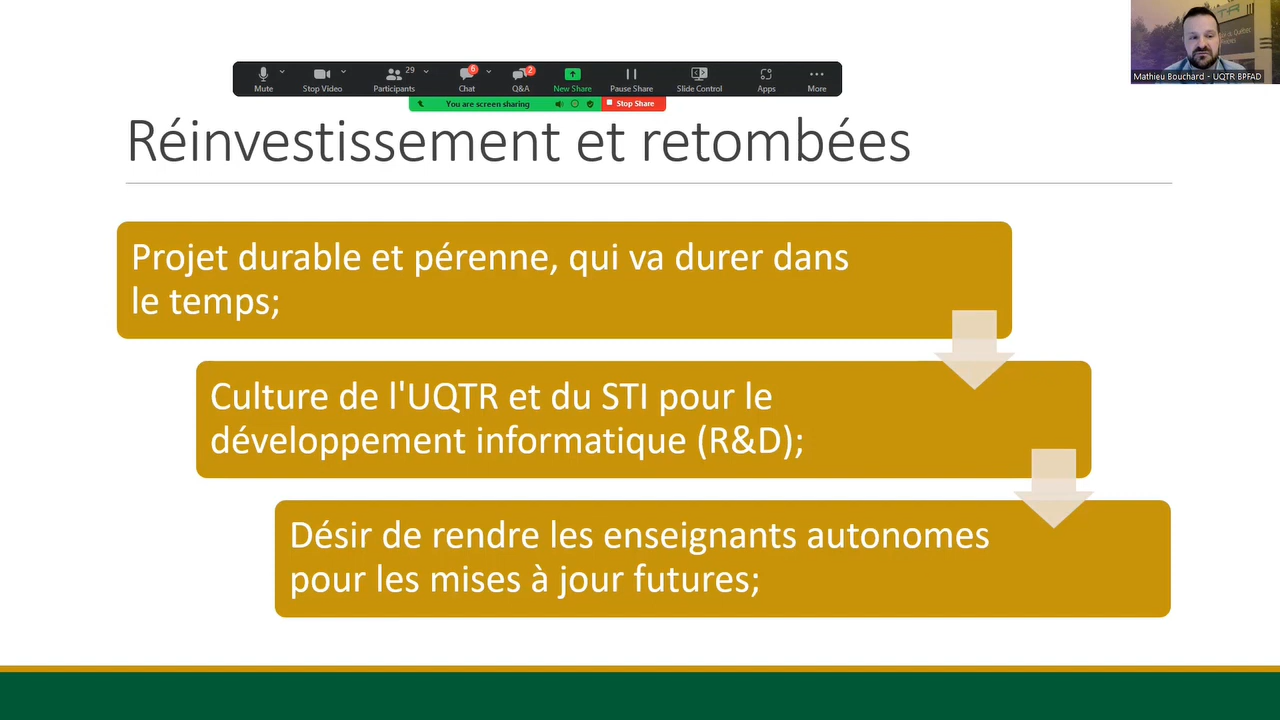 Mute
Stop Video
29
Participants
6
Chat
2
Q&A
New Share
Pause Share
Slide Control
Apps
More
You are screen sharing
Stop Share
Mathieu Bouchard - UQTR BPFAD
Réinvestissement et retombées
Projet durable et pérenne, qui va durer dans
le temps;
Culture de l'UQTR et du STI pour le
développement informatique (R&D);
Désir de rendre les enseignants autonomes
pour les mises à jour futures;